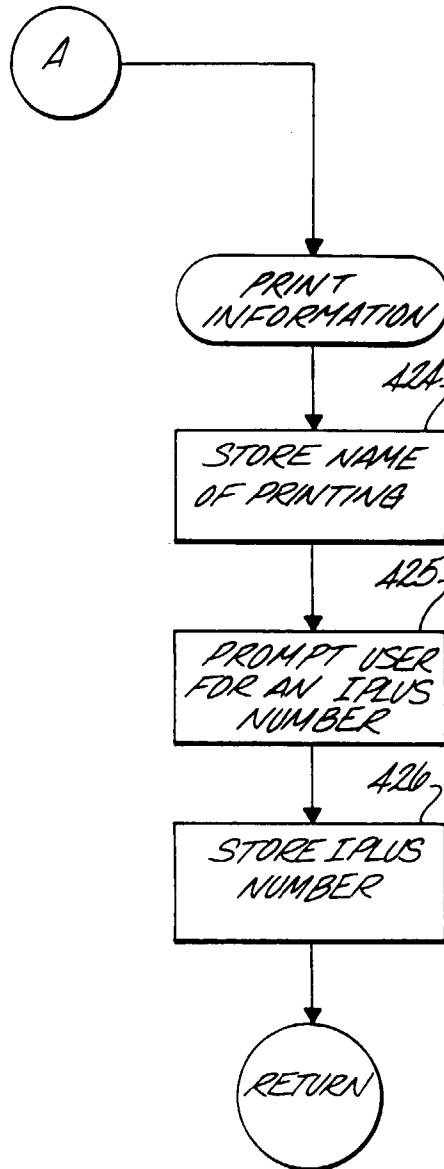 A
PRINT
INFORMATION
424
STORE NAME
OF PRINTING
425
PROMPT USER
FOR AN IPLUS
NUMBER
426
STORE IPLUS
NUMBER
RETURN